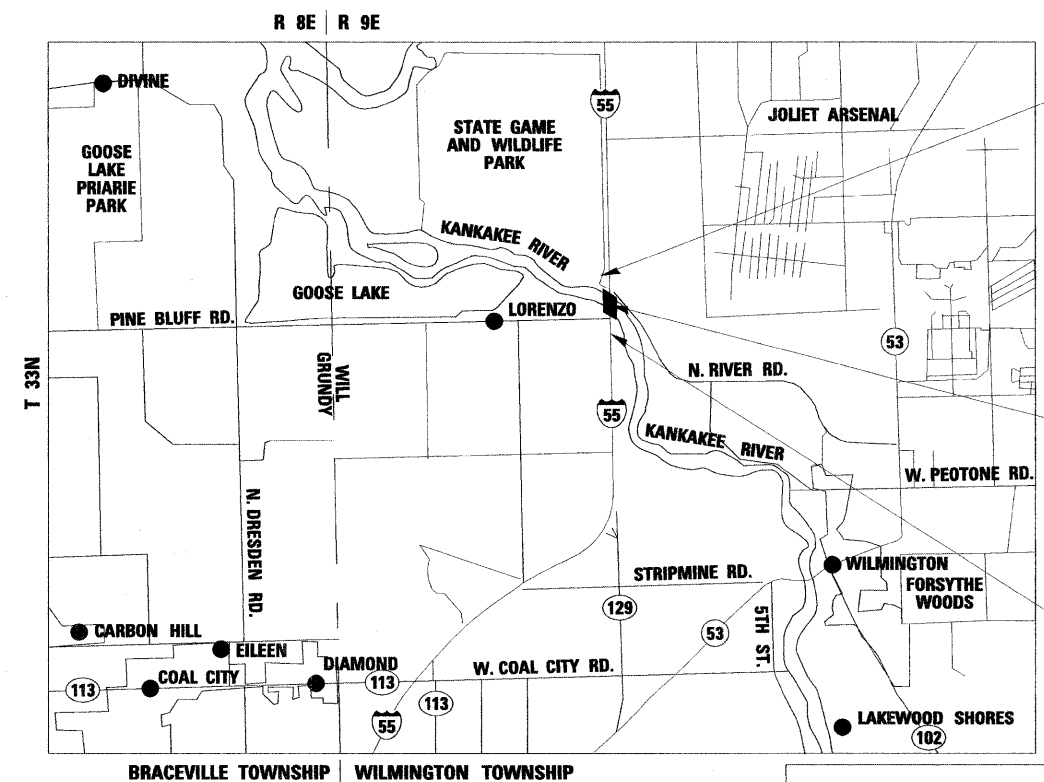 R 8E R 9E
DIVINE
55
JOLIET ARSENAL
STATE GAME
AND WILDLIFE
PARK
GOOSE
LAKE
PRIARIE
PARK
KANKAKEE RIVER
GOOSE LAKE
LORENZO
PINE BLUFF RD.
53
T 33N
WILL
GRUNDY
N. RIVER RD.
55
KANKAKEE RIVER
W. PEOTONE RD.
N. DRESDEN RD.
WILMINGTON
STRIPMINE RD.
FORSYTHE
WOODS
129
5TH ST.
53
CARBON HILL
EILEEN
DIAMOND
W. COAL CITY RD.
COAL CITY
113
113
113
55
LAKEWOOD SHORES
102
BRACEVILLE TOWNSHIP WILMINGTON TOWNSHIP